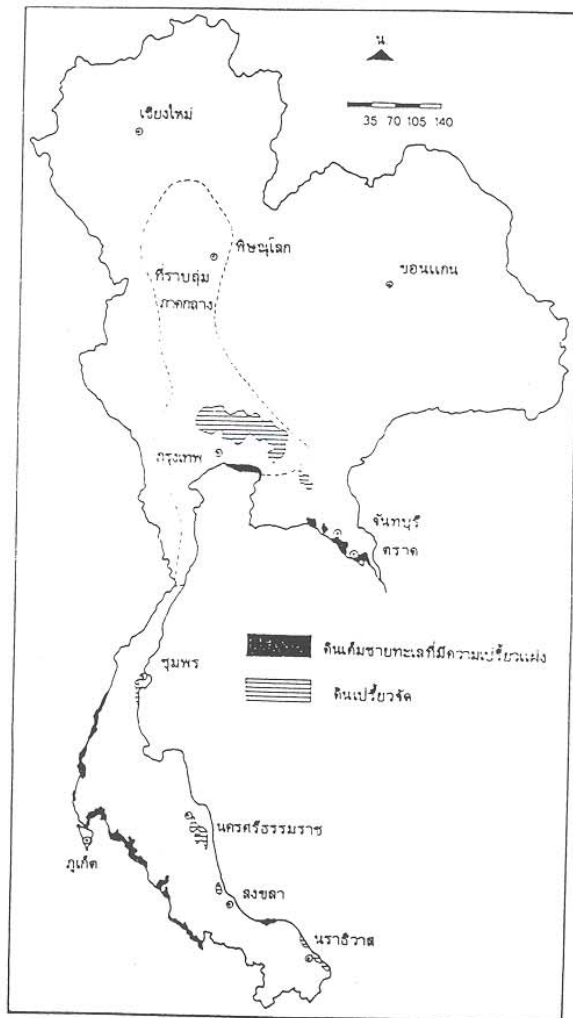 น
35 70 105 140
เชียงใหม่
พิษณุโลก
ขอนแก่น
ที่ราบลุ่ม
ภาคกลาง
กรุงเทพ
จันทบุรี
ตราด
ดินเค็มชายทะเลที่มีความเปรี้ยวแฝง
ชุมพร
ดินเปรี้ยวจัด
นครศรีธรรมราช
ภูเก็ต
สงขลา
นราธิวาส